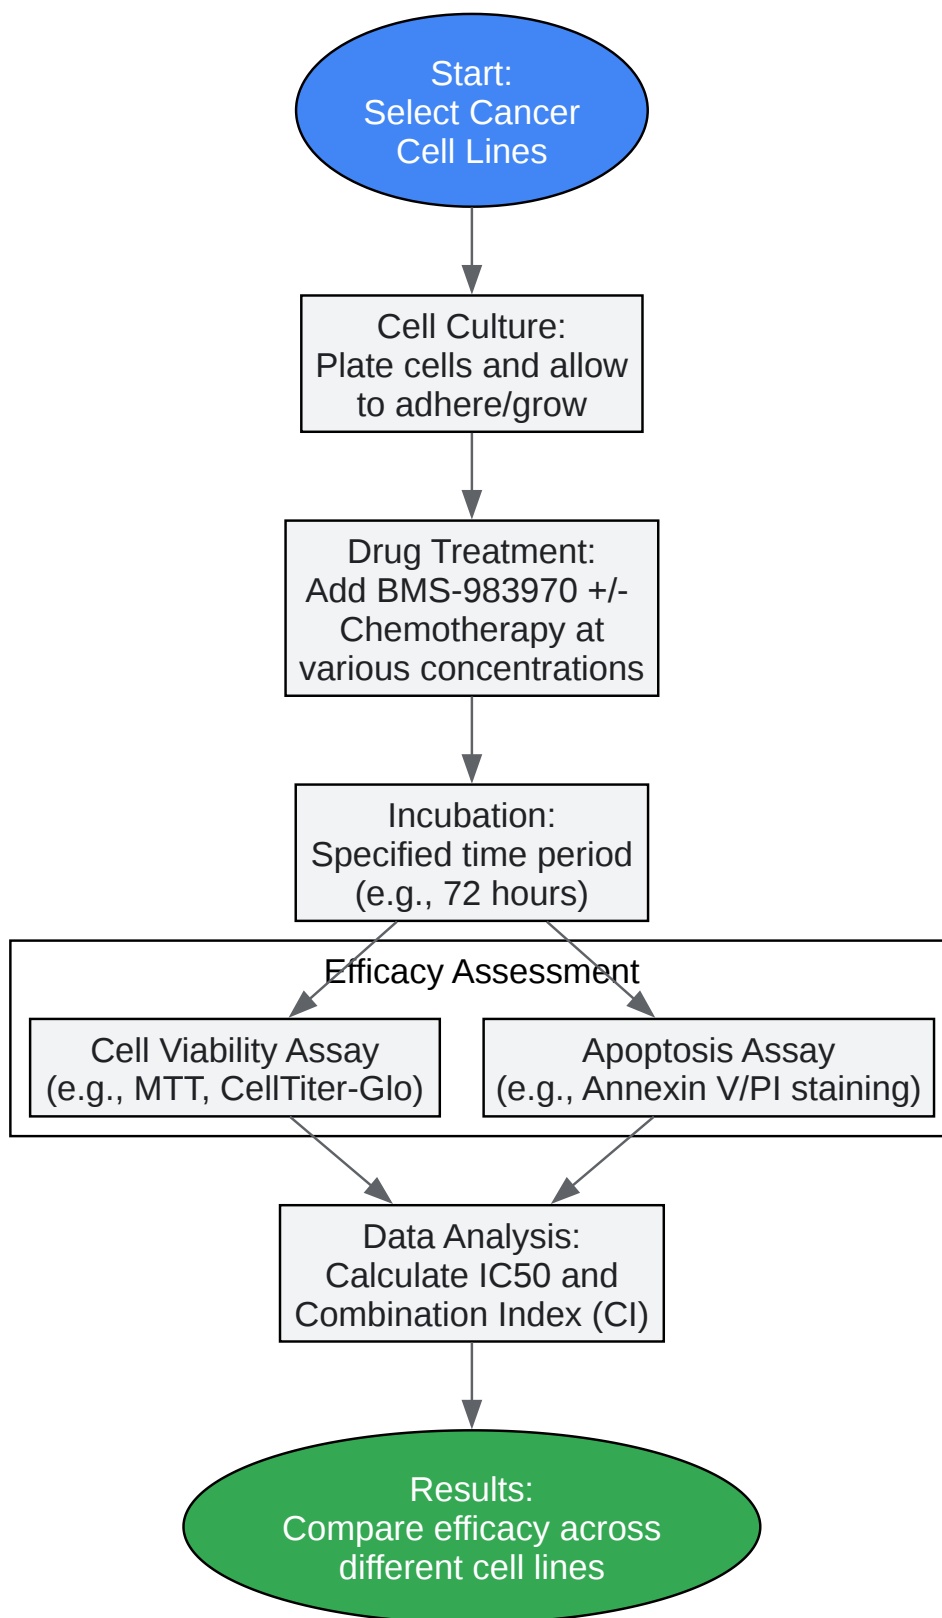 Start:
Select Cancer
Cell Lines
Cell Culture:
Plate cells and allow
to adhere/grow
Drug Treatment:
Add BMS-983970 +/-
Chemotherapy at
various concentrations
Incubation:
Specified time period
(e.g., 72 hours)
Efficacy Assessment
Cell Viability Assay
(e.g., MTT, CellTiter-Glo)
Apoptosis Assay
(e.g., Annexin V/PI staining)
Data Analysis:
Calculate IC50 and
Combination Index (CI)
Results:
Compare efficacy across
different cell lines